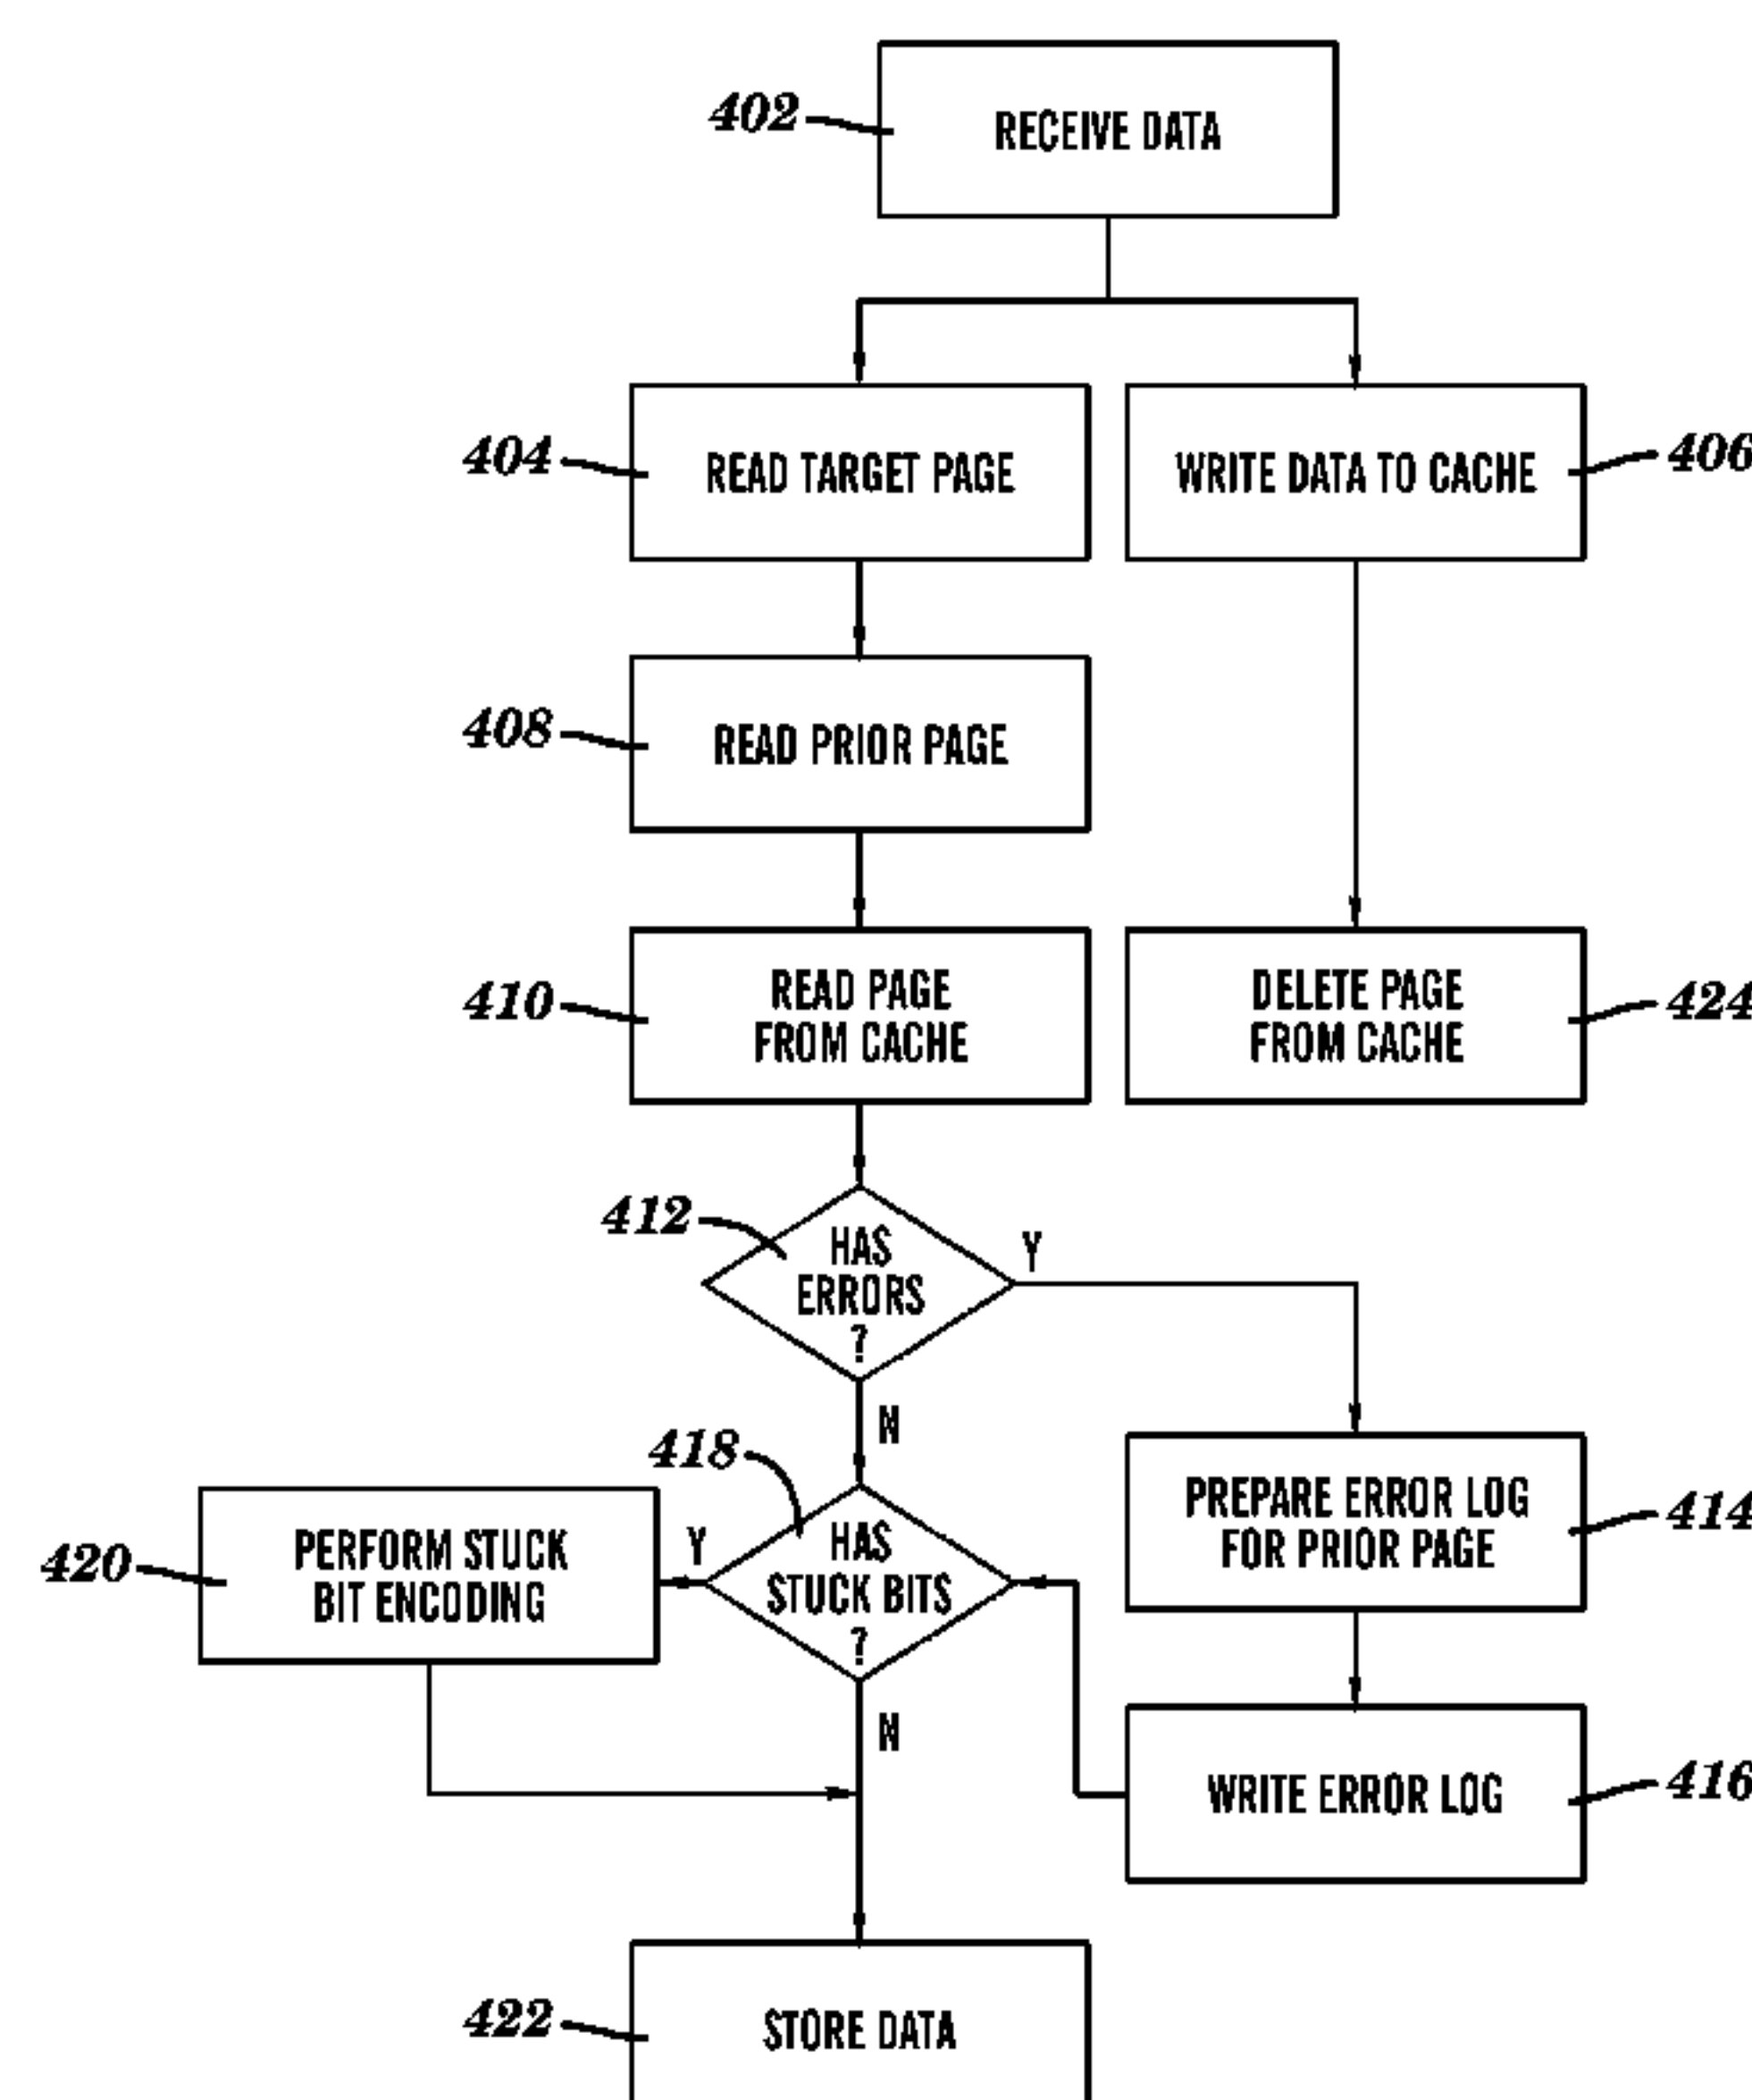 402
RECEIVE DATA
404
READ TARGET PAGE
WRITE DATA TO CACHE
406
408
READ PRIOR PAGE
410
READ PAGE
FROM CACHE
DELETE PAGE
FROM CACHE
424
412
HAS
ERRORS
?
Y
N
418
HAS
STUCK BITS
?
Y
N
420
PERFORM STUCK
BIT ENCODING
PREPARE ERROR LOG
FOR PRIOR PAGE
414
WRITE ERROR LOG
416
422
STORE DATA